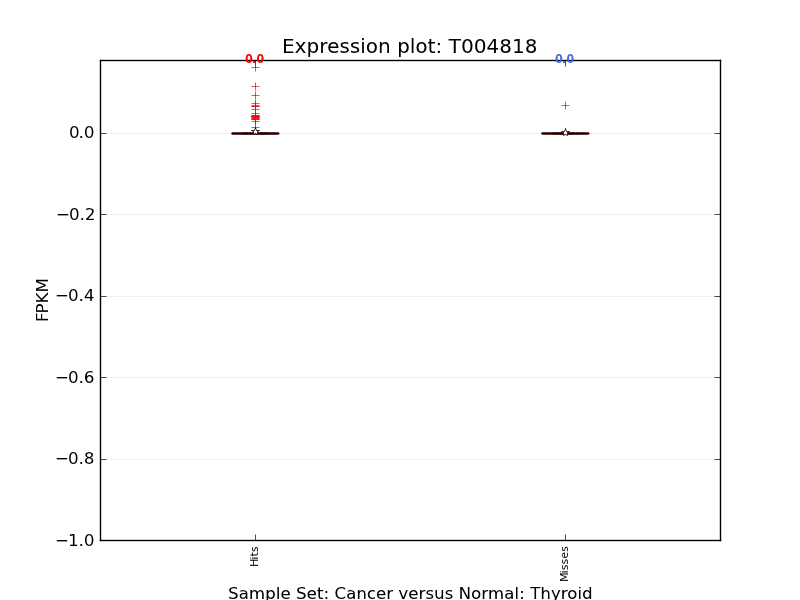 Expression plot: T004818
0.0 0.0
0.0
−0.2
−0.4
−0.6
−0.8
−1.0
FPKM
Hits Misses
Sample Set: Cancer versus Normal: Thyroid